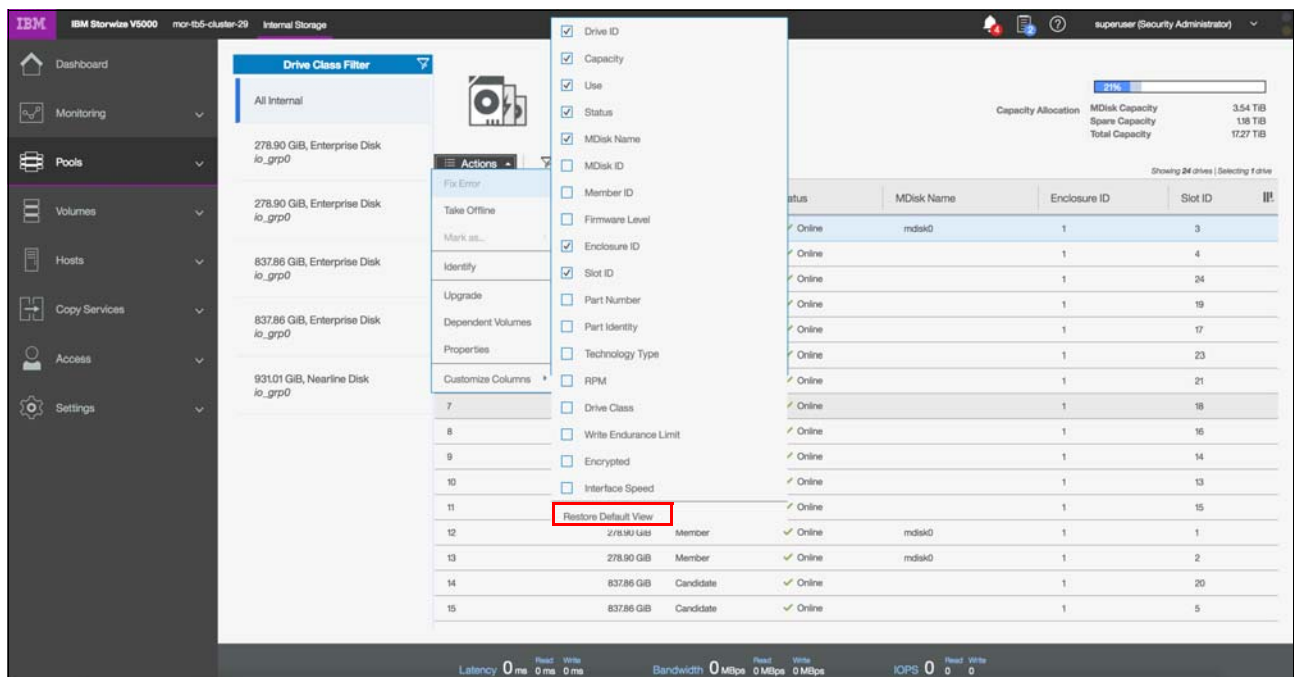 IBM IBM Storwize V5000 mcr-tb5-cluster-29 Internal Storage
4 2 superuser (Security Administrator)
Dashboard
Monitoring
Pools
Volumes
Hosts
Copy Services
Access
Settings
Drive Class Filter
All Internal
278.90 GiB, Enterprise Disk
io_grp0
278.90 GiB, Enterprise Disk
io_grp0
837.86 GiB, Enterprise Disk
io_grp0
837.86 GiB, Enterprise Disk
io_grp0
931.01 GiB, Nearline Disk
io_grp0
Actions
Fix Error
Take Offline
Mark as...
Identify
Upgrade
Dependent Volumes
Properties
Customize Columns
Drive ID
Capacity
Use
Status
MDisk Name
MDisk ID
Member ID
Firmware Level
Enclosure ID
Slot ID
Part Number
Part Identity
Technology Type
RPM
Drive Class
Write Endurance Limit
Encrypted
Interface Speed
Restore Default View
21%
Capacity Allocation
MDisk Capacity 3.54 TiB
Spare Capacity 1.18 TiB
Total Capacity 17.27 TiB
Showing 24 drives | Selecting 1 drive
atus MDisk Name Enclosure ID Slot ID
Online mdisk0 1 3
Online 1 4
Online 1 24
Online 1 19
Online 1 17
Online 1 23
Online 1 21
7 Online 1 18
8 Online 1 16
9 Online 1 14
10 Online 1 13
11 Online 1 15
12 278.90 GiB Member Online mdisk0 1 1
13 278.90 GiB Member Online mdisk0 1 2
14 837.86 GiB Candidate Online 1 20
15 837.86 GiB Candidate Online 1 5
Latency 0 ms Read 0 ms Write 0 ms
Bandwidth 0 MBps Read 0 MBps Write 0 MBps
IOPS 0 Read 0 Write 0